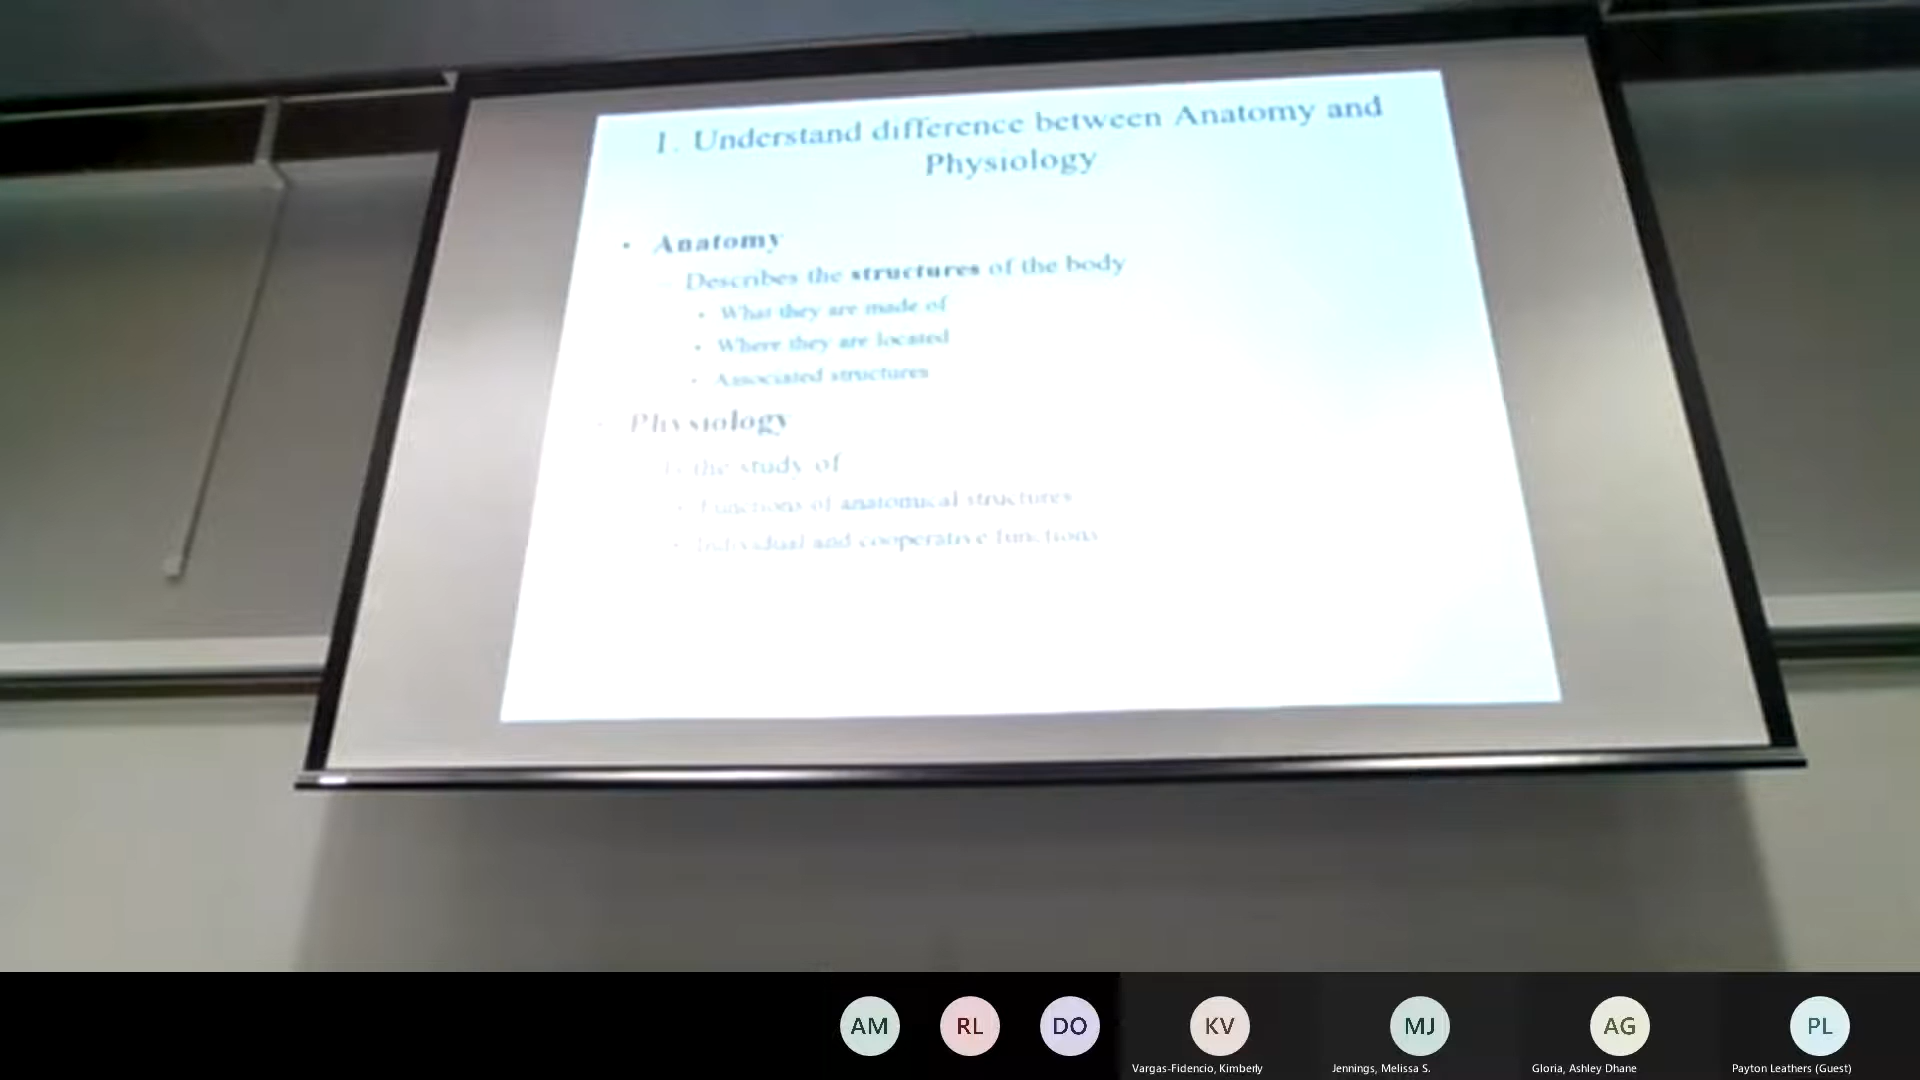 1. Understand difference between Anatomy and
Physiology
• Anatomy
– Describes the structures of the body
• What they are made of
• Where they are located
• Associated structures
• Physiology
Is the study of
• Functions of anatomical structures
• Individual and cooperative functions
AM
RL
DO
KV
MJ
AG
PL
Vargas-Fidencio, Kimberly
Jennings, Melissa S.
Gloria, Ashley Dhane
Payton Leathers (Guest)